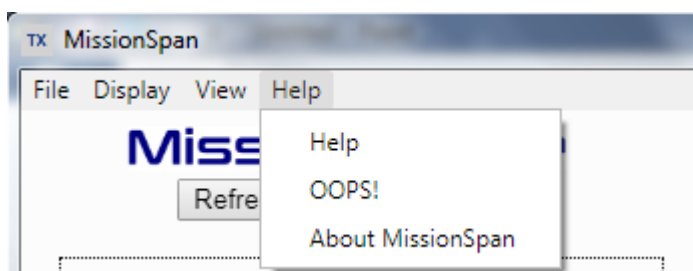 TX MissionSpan
File Display View Help
Miss
Help
Refre
OOPS!
About MissionSpan